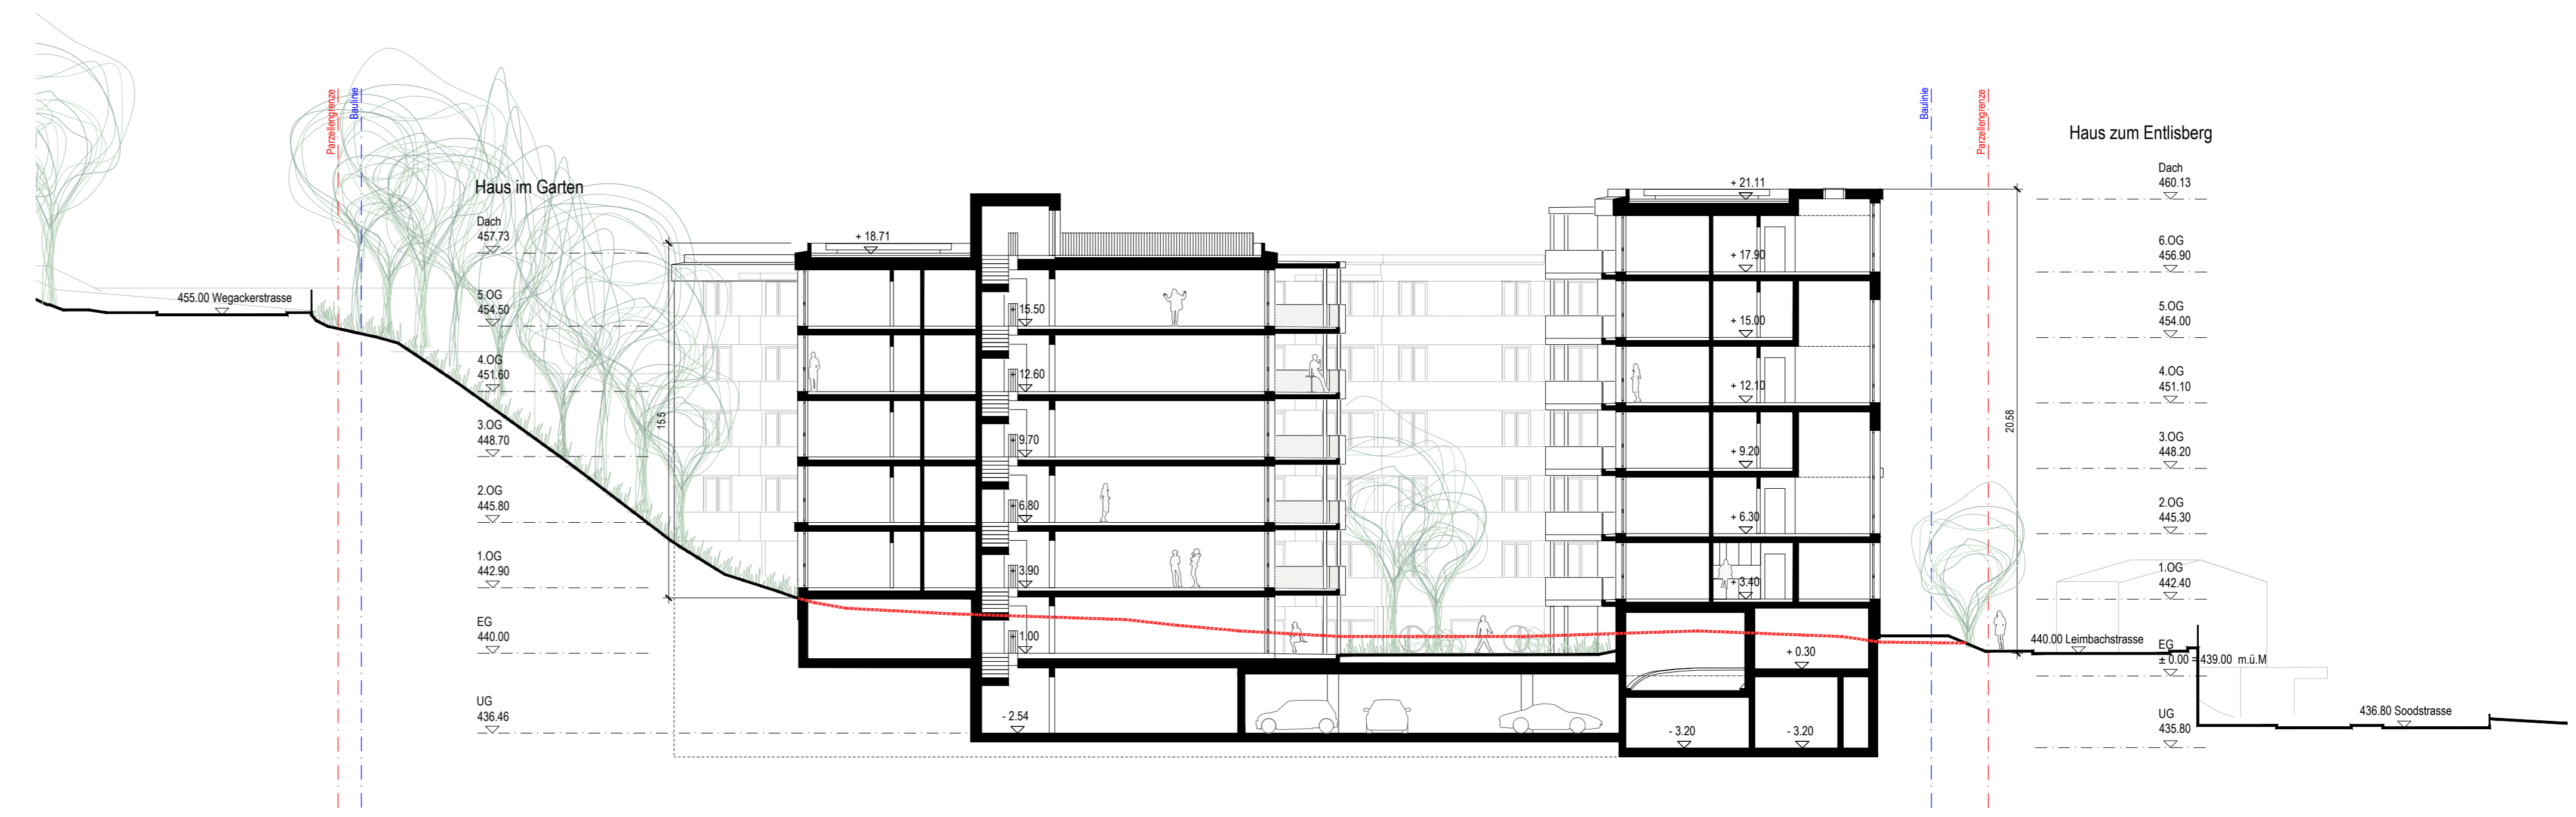 Parzellengrenze
Baulinie
Haus im Garten
Dach
457.73
5.OG
454.50
4.OG
451.60
3.OG
448.70
2.OG
445.80
1.OG
442.90
EG
440.00
UG
436.46
455.00 Wegackerstrasse
15.5
+ 18.71
+ 15.50
+ 12.60
+ 9.70
+ 6.80
+ 3.90
+ 1.00
- 2.54
+ 21.11
+ 17.90
+ 15.00
+ 12.10
+ 9.20
+ 6.30
+ 3.40
+ 0.30
- 3.20
- 3.20
Baulinie
Parzellengrenze
20.58
Haus zum Entlisberg
Dach
460.13
6.OG
456.90
5.OG
454.00
4.OG
451.10
3.OG
448.20
2.OG
445.30
1.OG
442.40
440.00 Leimbachstrasse
EG
± 0.00 = 439.00 m.ü.M
UG
435.80
436.80 Soodstrasse